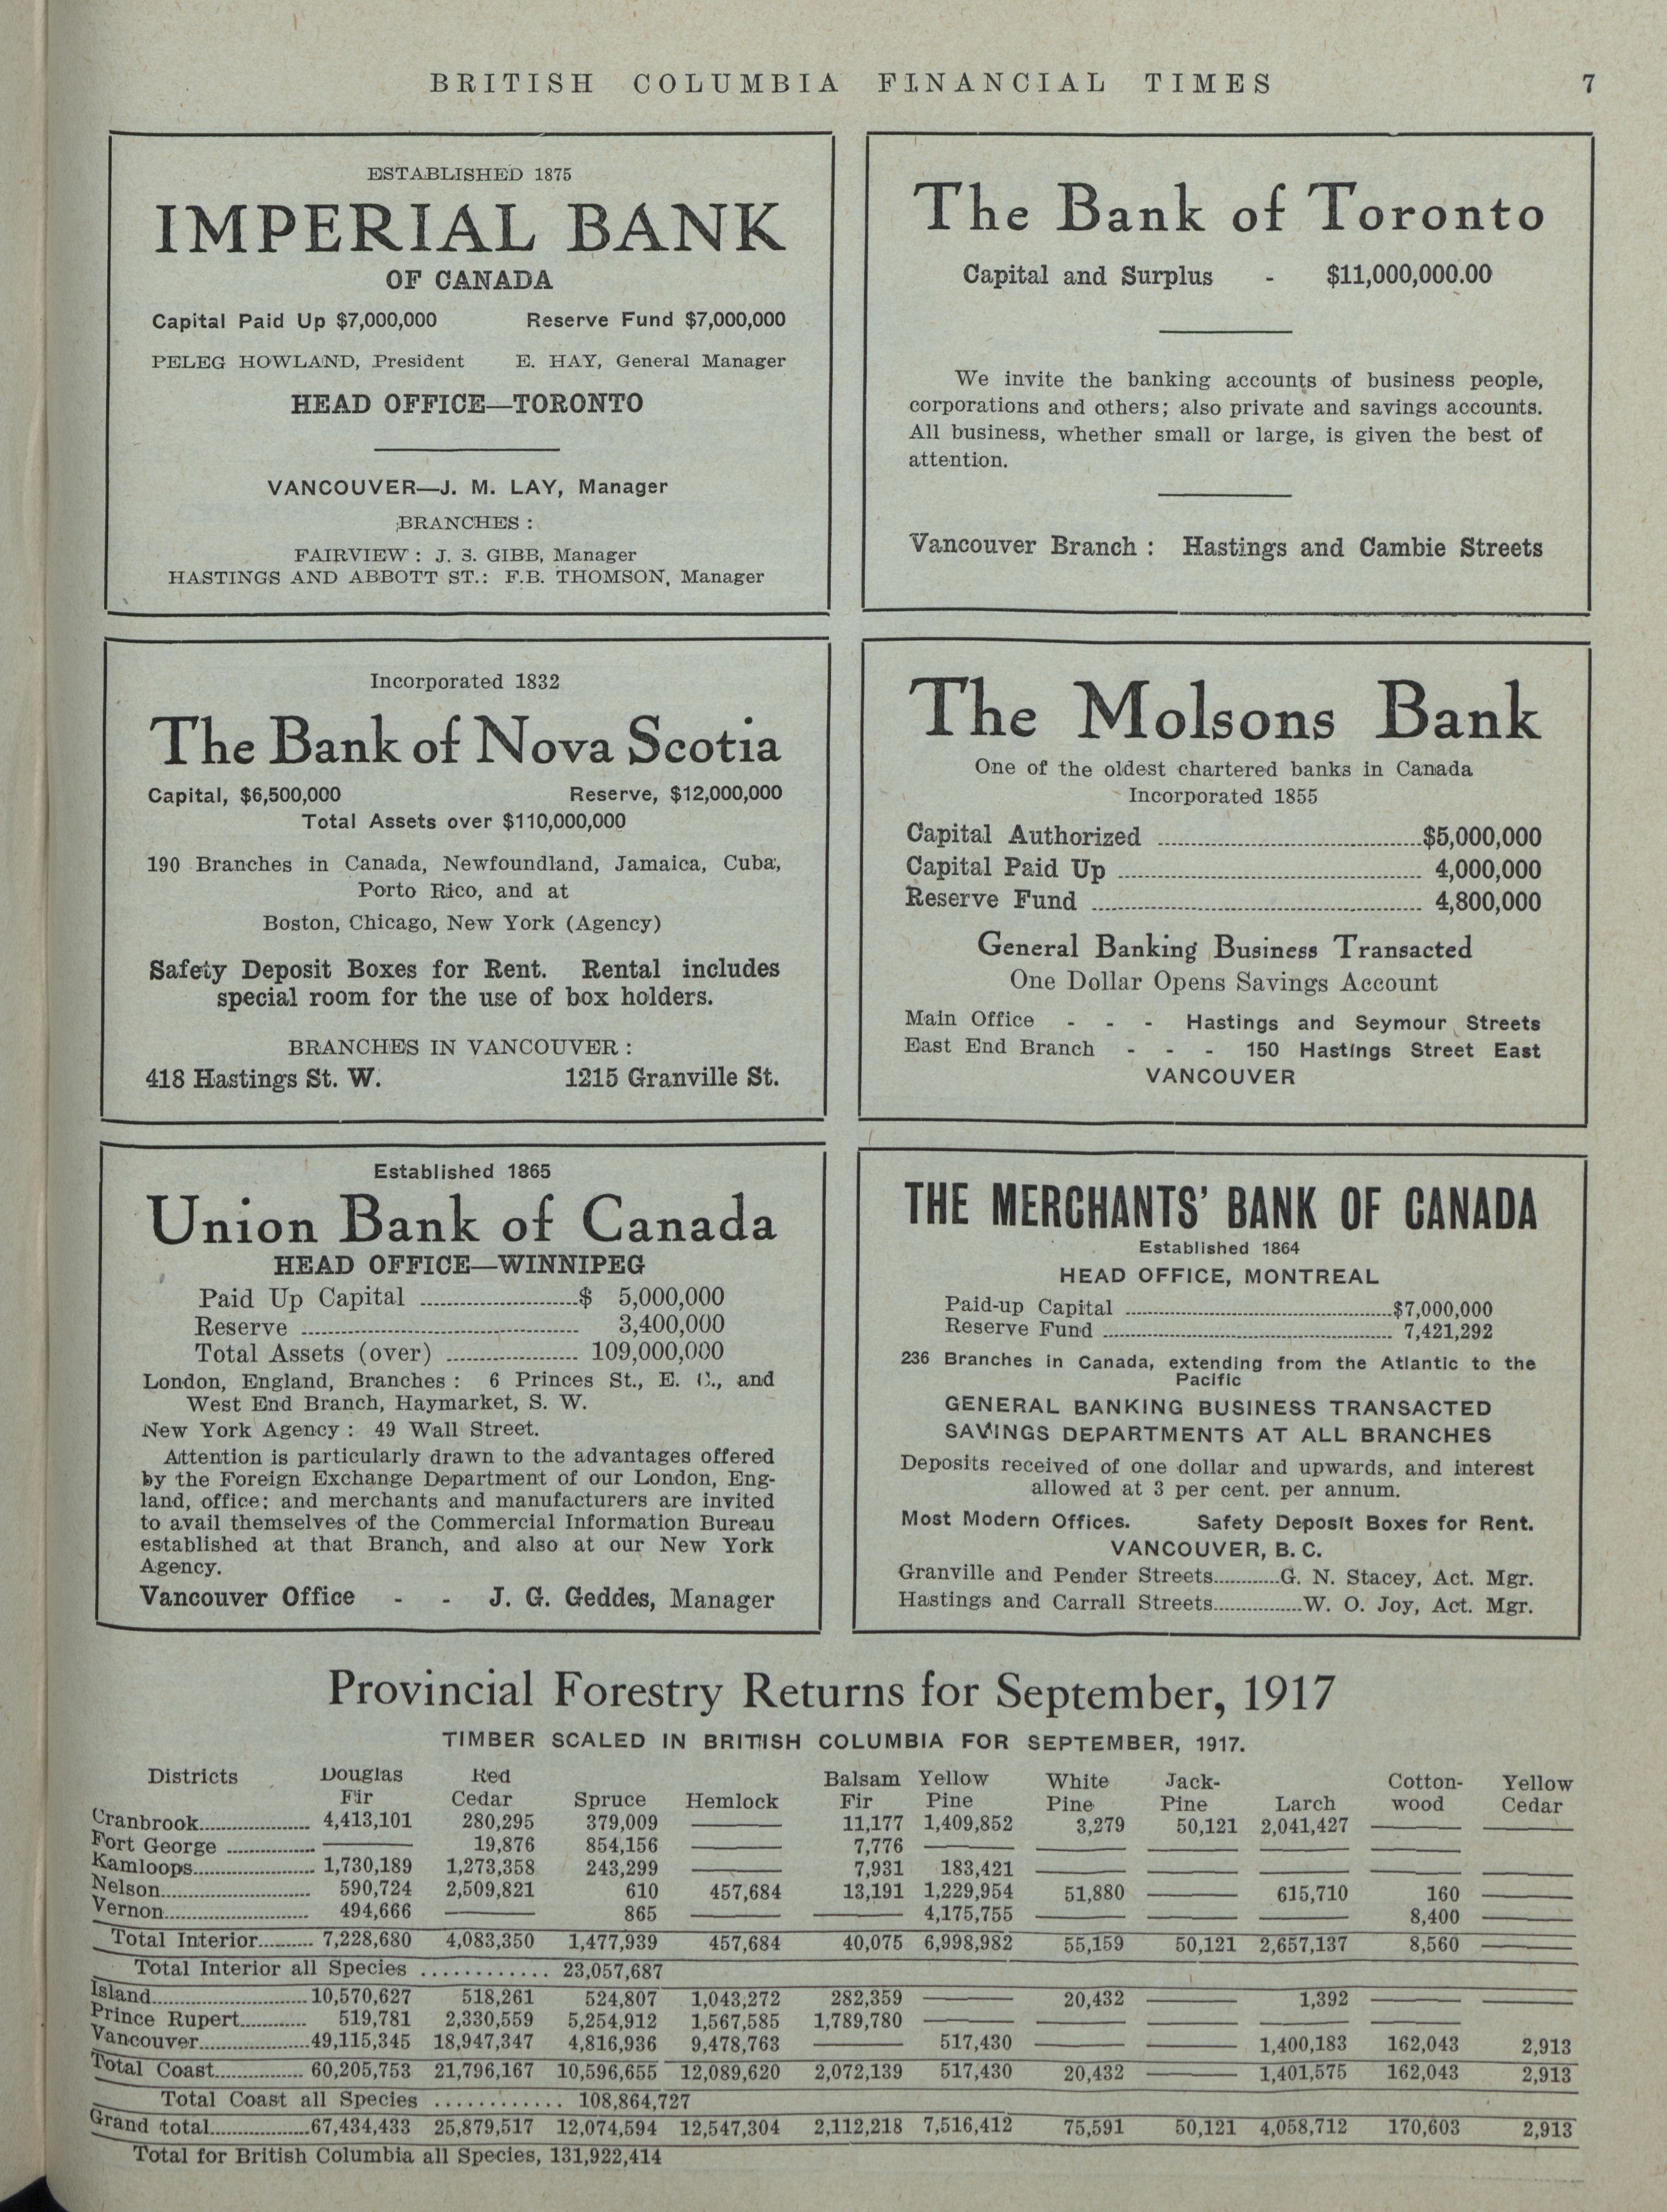 BRITISH COLUMBIA FINANCIAL TIMES 7
ESTABLISHED 1875
IMPERIAL BANK
OF CANADA
Capital Paid Up $7,000,000 Reserve Fund $7,000,000
PELEG HOWLAND, President E. HAY, General Manager
HEAD OFFICE—TORONTO
VANCOUVER—J. M. LAY, Manager
BRANCHES :
FAIRVIEW : J. S. GIBB, Manager
HASTINGS AND ABBOTT ST.: F.B. THOMSON, Manager
The Bank of Toronto
Capital and Surplus - $11,000,000.00
We invite the banking accounts of business people,
corporations and others; also private and savings accounts.
All business, whether small or large, is given the best of
attention.
Vancouver Branch : Hastings and Cambie Streets
Incorporated 1832
The Bank of Nova Scotia
Capital, $6,500,000 Reserve, $12,000,000
Total Assets over $110,000,000
190 Branches in Canada, Newfoundland, Jamaica, Cuba,
Porto Rico, and at
Boston, Chicago, New York (Agency)
Safety Deposit Boxes for Rent. Rental includes
special room for the use of box holders.
BRANCHES IN VANCOUVER :
418 Hastings St. W. 1215 Granville St.
The Molsons Bank
One of the oldest chartered banks in Canada
Incorporated 1855
Capital Authorized ........ $5,000,000
Capital Paid Up ........ 4,000,000
Reserve Fund ........ 4,800,000
General Banking Business Transacted
One Dollar Opens Savings Account
Main Office - - - Hastings and Seymour Streets
East End Branch - - - 150 Hastings Street East
VANCOUVER
Established 1865
Union Bank of Canada
HEAD OFFICE—WINNIPEG
Paid Up Capital ........$ 5,000,000
Reserve ........ 3,400,000
Total Assets (over) ........ 109,000,000
London, England, Branches : 6 Princes St., E. C., and
West End Branch, Haymarket, S. W.
New York Agency : 49 Wall Street.
Attention is particularly drawn to the advantages offered
by the Foreign Exchange Department of our London, Eng-
land, office; and merchants and manufacturers are invited
to avail themselves of the Commercial Information Bureau
established at that Branch, and also at our New York
Agency.
Vancouver Office - - J. G. Geddes, Manager
THE MERCHANTS' BANK OF CANADA
Established 1864
HEAD OFFICE, MONTREAL
Paid-up Capital ........$7,000,000
Reserve Fund ........ 7,421,292
236 Branches in Canada, extending from the Atlantic to the
Pacific
GENERAL BANKING BUSINESS TRANSACTED
SAVINGS DEPARTMENTS AT ALL BRANCHES
Deposits received of one dollar and upwards, and interest
allowed at 3 per cent. per annum.
Most Modern Offices. Safety Deposit Boxes for Rent.
VANCOUVER, B. C.
Granville and Pender Streets........G. N. Stacey, Act. Mgr.
Hastings and Carrall Streets........W. O. Joy, Act. Mgr.
Provincial Forestry Returns for September, 1917
TIMBER SCALED IN BRITISH COLUMBIA FOR SEPTEMBER, 1917.
Districts Douglas Fir Red Cedar Spruce Hemlock Balsam Fir Yellow Pine White Pine Jack-Pine Larch Cotton-wood Yellow Cedar
Cranbrook........ 4,413,101 280,295 379,009 —— 11,177 1,409,852 3,279 50,121 2,041,427 —— ——
Fort George ........ —— 19,876 854,156 —— 7,776 —— —— —— —— ——
Kamloops........ 1,730,189 1,273,358 243,299 —— 7,931 183,421 —— —— —— —— ——
Nelson........ 590,724 2,509,821 610 457,684 13,191 1,229,954 51,880 —— 615,710 160 ——
Vernon........ 494,666 —— 865 —— —— 4,175,755 —— —— —— 8,400 ——
Total Interior........ 7,228,680 4,083,350 1,477,939 457,684 40,075 6,998,982 55,159 50,121 2,657,137 8,560 ——
Total Interior all Species ............ 23,057,687
Island........ 10,570,627 518,261 524,807 1,043,272 282,359 —— 20,432 —— 1,392 —— ——
Prince Rupert........ 519,781 2,330,559 5,254,912 1,567,585 1,789,780 —— —— —— —— ——
Vancouver........ 49,115,345 18,947,347 4,816,936 9,478,763 —— 517,430 —— —— 1,400,183 162,043 2,913
Total Coast........ 60,205,753 21,796,167 10,596,655 12,089,620 2,072,139 517,430 20,432 —— 1,401,575 162,043 2,913
Total Coast all Species ............ 108,864,727
Grand total........ 67,434,433 25,879,517 12,074,594 12,547,304 2,112,218 7,516,412 75,591 50,121 4,058,712 170,603 2,913
Total for British Columbia all Species, 131,922,414